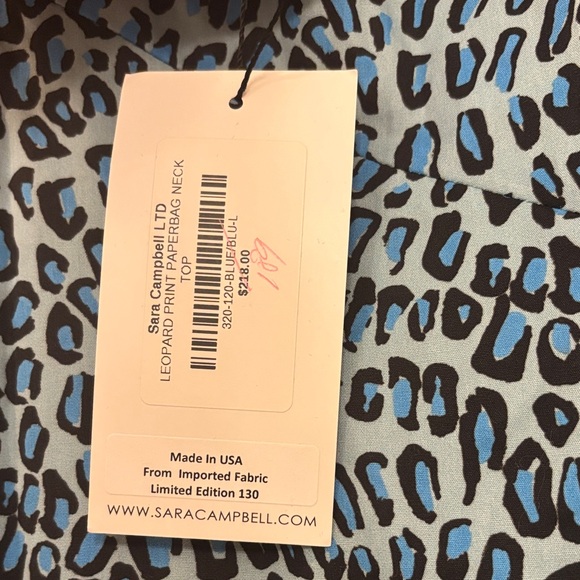 Sara Campbell LTD
LEOPARD PRINT PAPERBAG NECK
TOP
320-120-BLUE/BLU-L
$218.00
189
Made In USA
From Imported Fabric
Limited Edition 130
WWW.SARACAMPBELL.COM